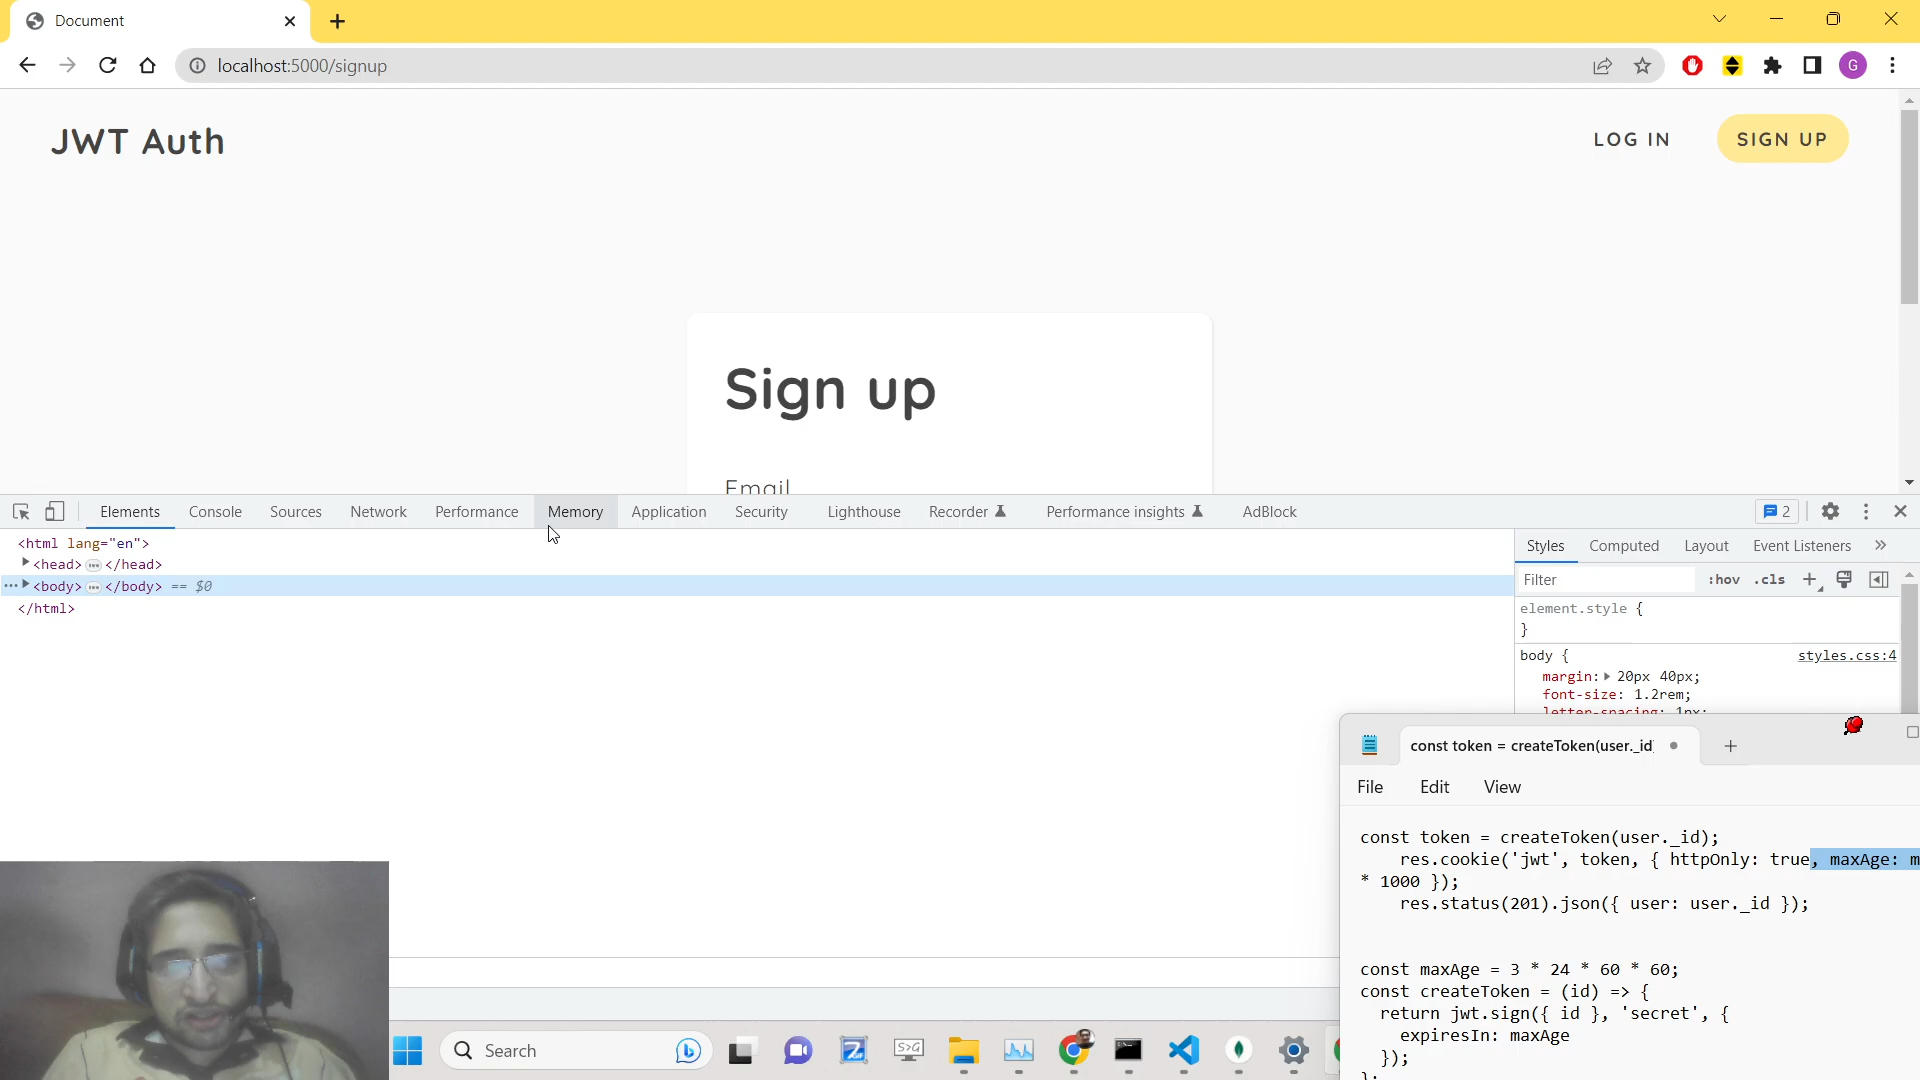 Document
localhost:5000/signup
G
JWT Auth
LOG IN
SIGN UP
Sign up
Email
Elements Console Sources Network Performance Memory Application Security Lighthouse Recorder Performance insights AdBlock
2
<html lang="en">
<head> ••• </head>
••• <body> ••• </body> == $0
</html>
Styles Computed Layout Event Listeners »
Filter
:hov .cls +
element.style {
}
body {
styles.css:4
margin: 20px 40px;
font-size: 1.2rem;
letter-spacing: 1px;
const token = createToken(user._id)
File Edit View
const token = createToken(user._id);
res.cookie('jwt', token, { httpOnly: true, maxAge: m
* 1000 });
res.status(201).json({ user: user._id });
const maxAge = 3 * 24 * 60 * 60;
const createToken = (id) => {
return jwt.sign({ id }, 'secret', {
expiresIn: maxAge
});
};
Search
S>G